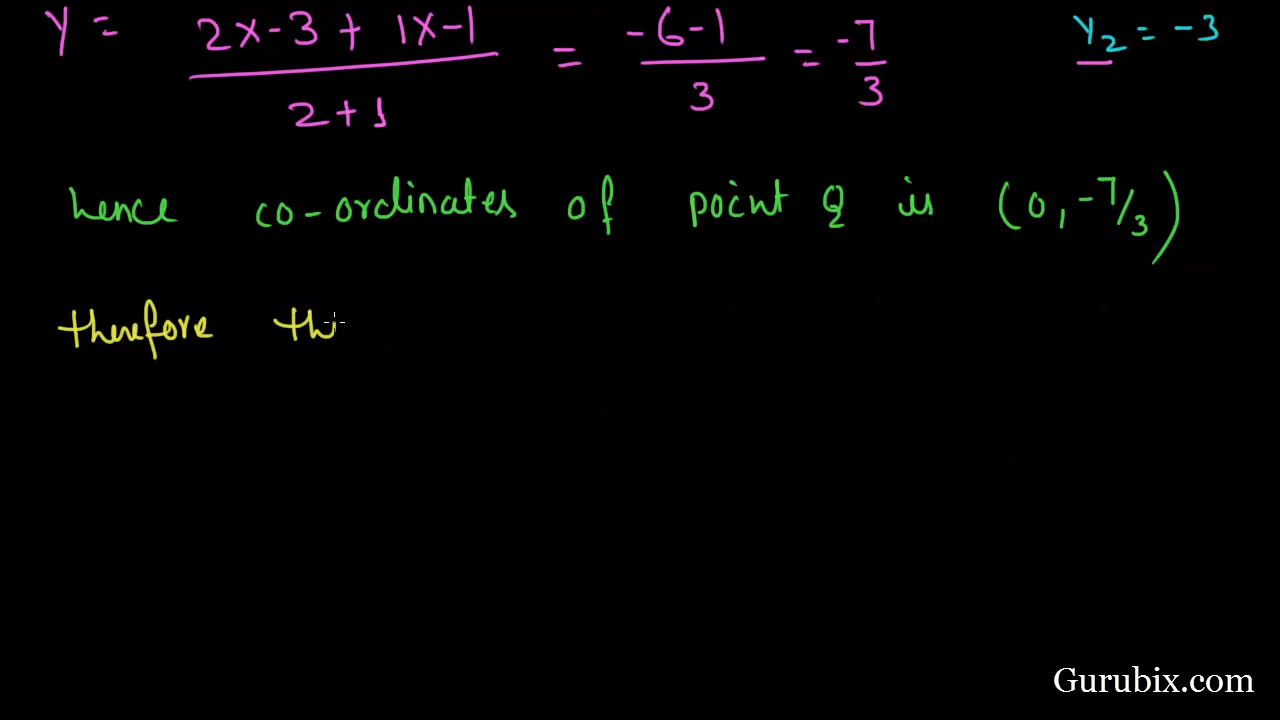 y = 2x-3 + 1x-1 / 2+1 = -6-1 / 3 = -7/3 y₂ = -3
hence co-ordinates of point Q is (0, -7/3)
therefore th
Gurubix.com